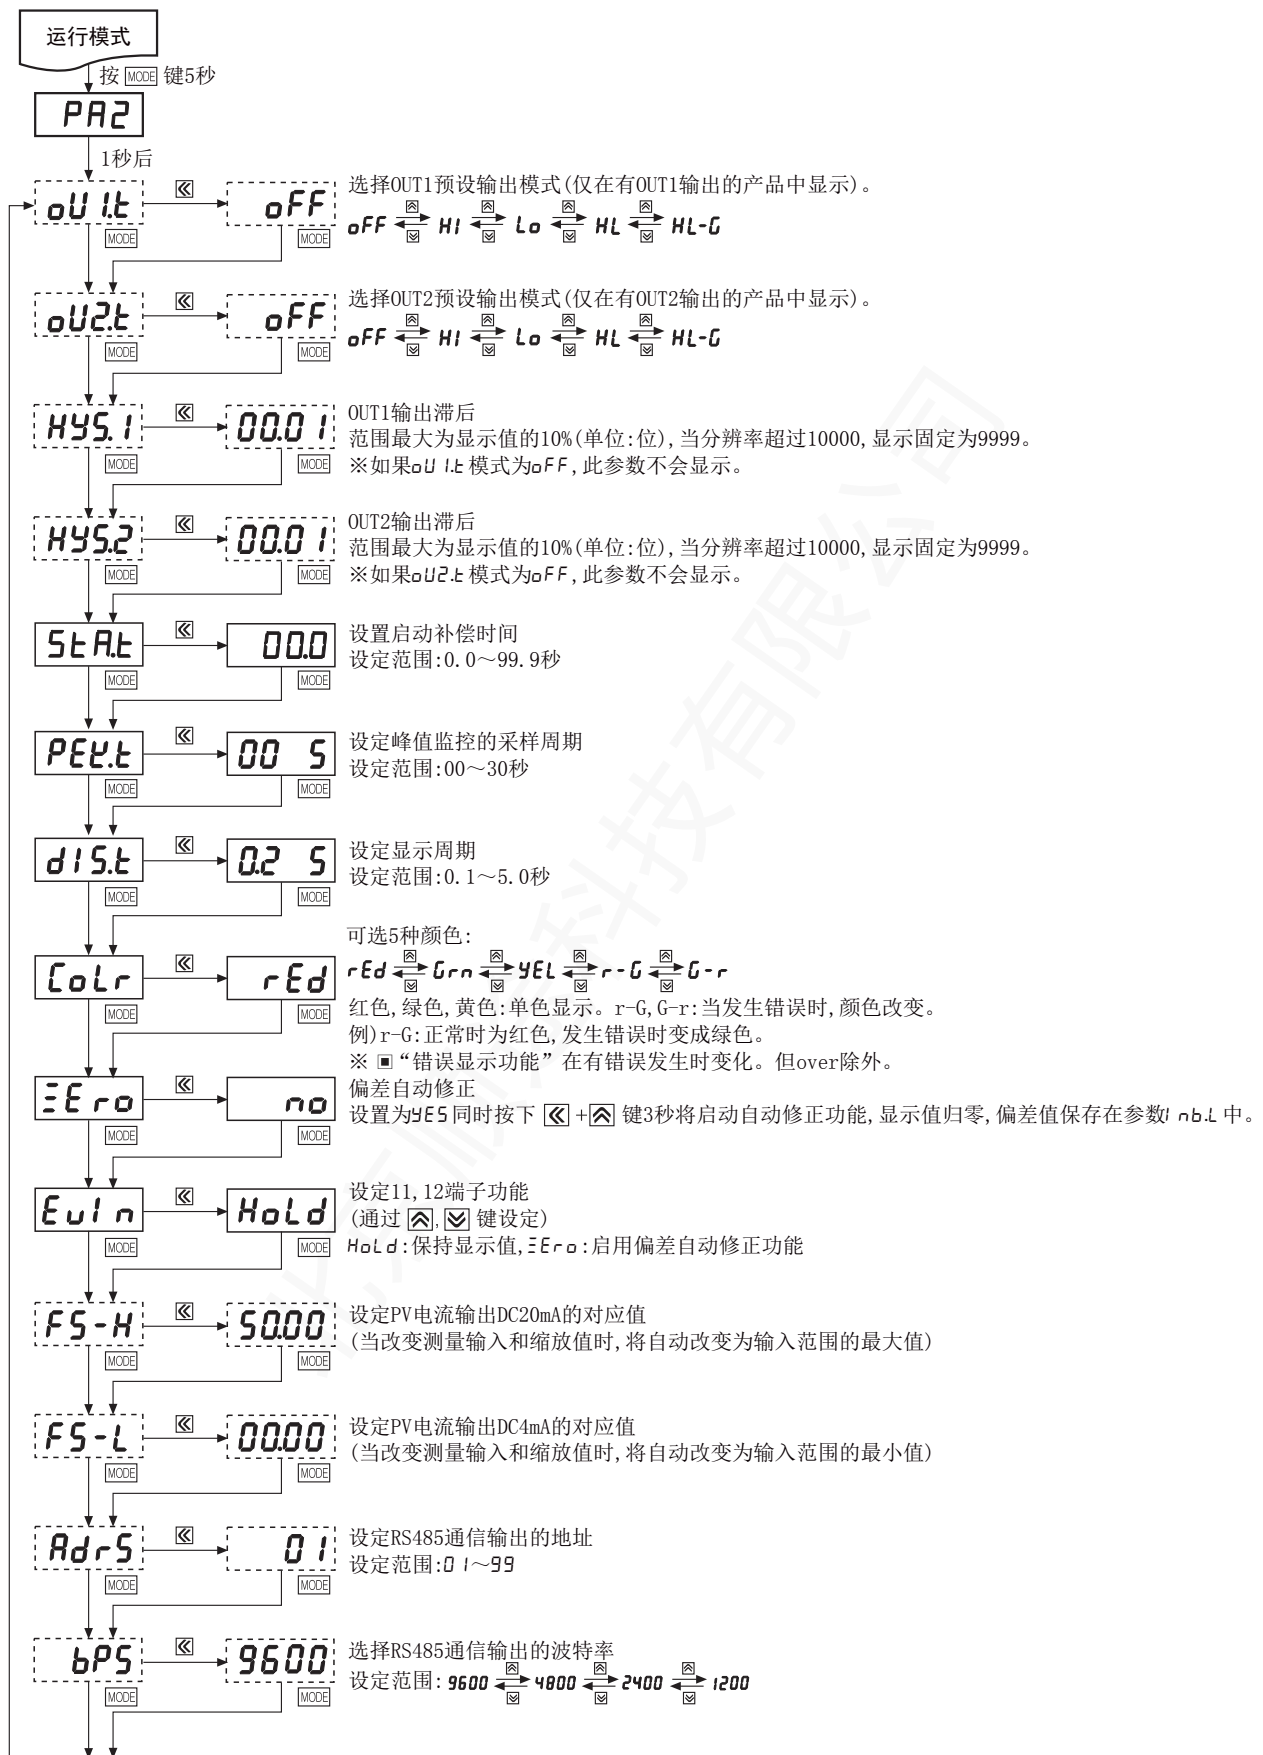 运行模式
按 MODE 键5秒
PA2
1秒后
oU1.t
oFF
MODE
MODE
选择OUT1预设输出模式(仅在有OUT1输出的产品中显示)。
oFF HI Lo HL HL-G
oU2.t
oFF
MODE
MODE
选择OUT2预设输出模式(仅在有OUT2输出的产品中显示)。
oFF HI Lo HL HL-G
HYS.1
00.01
MODE
MODE
OUT1输出滞后
范围最大为显示值的10%(单位:位),当分辨率超过10000,显示固定为9999。
※如果oU1.t模式为oFF,此参数不会显示。
HYS.2
00.01
MODE
MODE
OUT2输出滞后
范围最大为显示值的10%(单位:位),当分辨率超过10000,显示固定为9999。
※如果oU2.t模式为oFF,此参数不会显示。
StA.t
00.0
MODE
MODE
设置启动补偿时间
设定范围:0.0～99.9秒
PEK.t
00 S
MODE
MODE
设定峰值监控的采样周期
设定范围:00～30秒
dIS.t
0.2 S
MODE
MODE
设定显示周期
设定范围:0.1～5.0秒
CoLr
rEd
MODE
MODE
可选5种颜色:
rEd Grn YEL r-G G-r
红色,绿色,黄色:单色显示。r-G,G-r:当发生错误时,颜色改变。
例)r-G:正常时为红色,发生错误时变成绿色。
※ ▣“错误显示功能”在有错误发生时变化。但over除外。
ZEro
no
MODE
MODE
偏差自动修正
设置为YES同时按下 + 键3秒将启动自动修正功能,显示值归零,偏差值保存在参数Inb.L中。
EvIn
HoLd
MODE
MODE
设定11,12端子功能
(通过 , 键设定)
HoLd:保持显示值,ZEro:启用偏差自动修正功能
FS-H
50.00
MODE
MODE
设定PV电流输出DC20mA的对应值
(当改变测量输入和缩放值时,将自动改变为输入范围的最大值)
FS-L
00.00
MODE
MODE
设定PV电流输出DC4mA的对应值
(当改变测量输入和缩放值时,将自动改变为输入范围的最小值)
AdrS
01
MODE
MODE
设定RS485通信输出的地址
设定范围:01～99
bPS
9600
MODE
MODE
选择RS485通信输出的波特率
设定范围: 9600 4800 2400 1200